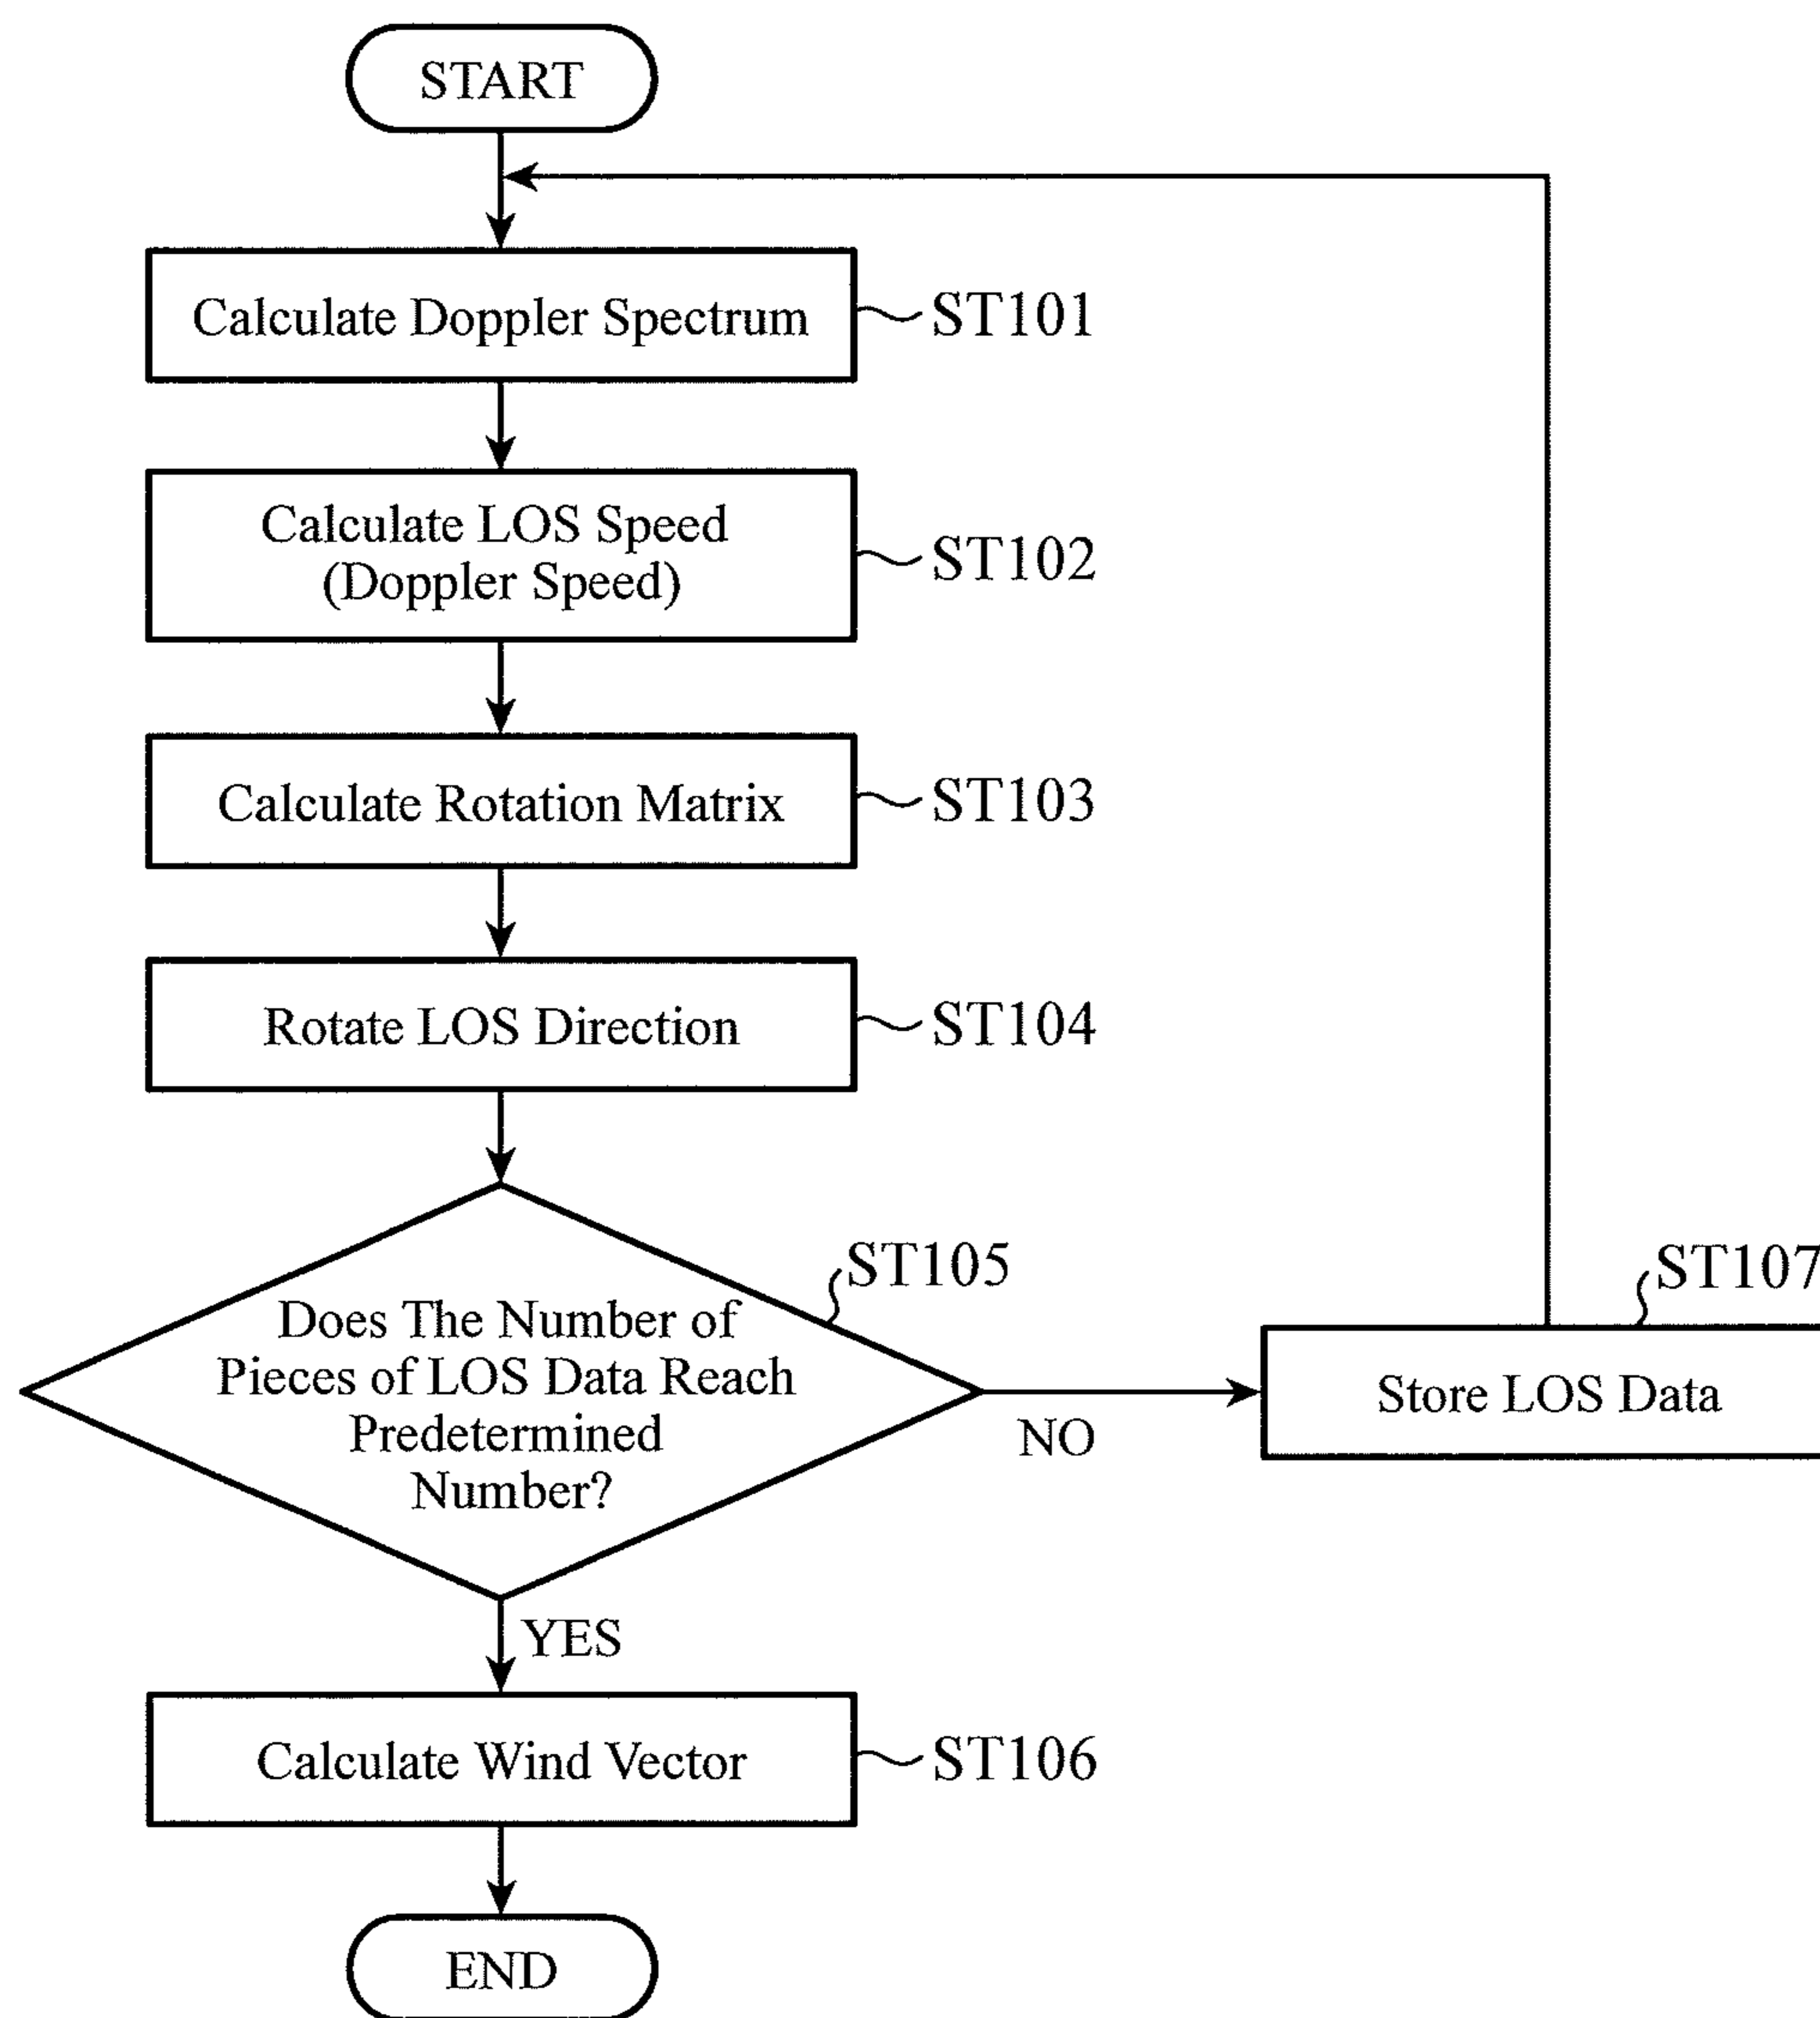 START
Calculate Doppler Spectrum
ST101
Calculate LOS Speed
(Doppler Speed)
ST102
Calculate Rotation Matrix
ST103
Rotate LOS Direction
ST104
ST105
Does The Number of
Pieces of LOS Data Reach
Predetermined
Number?
NO
ST107
Store LOS Data
YES
Calculate Wind Vector
ST106
END